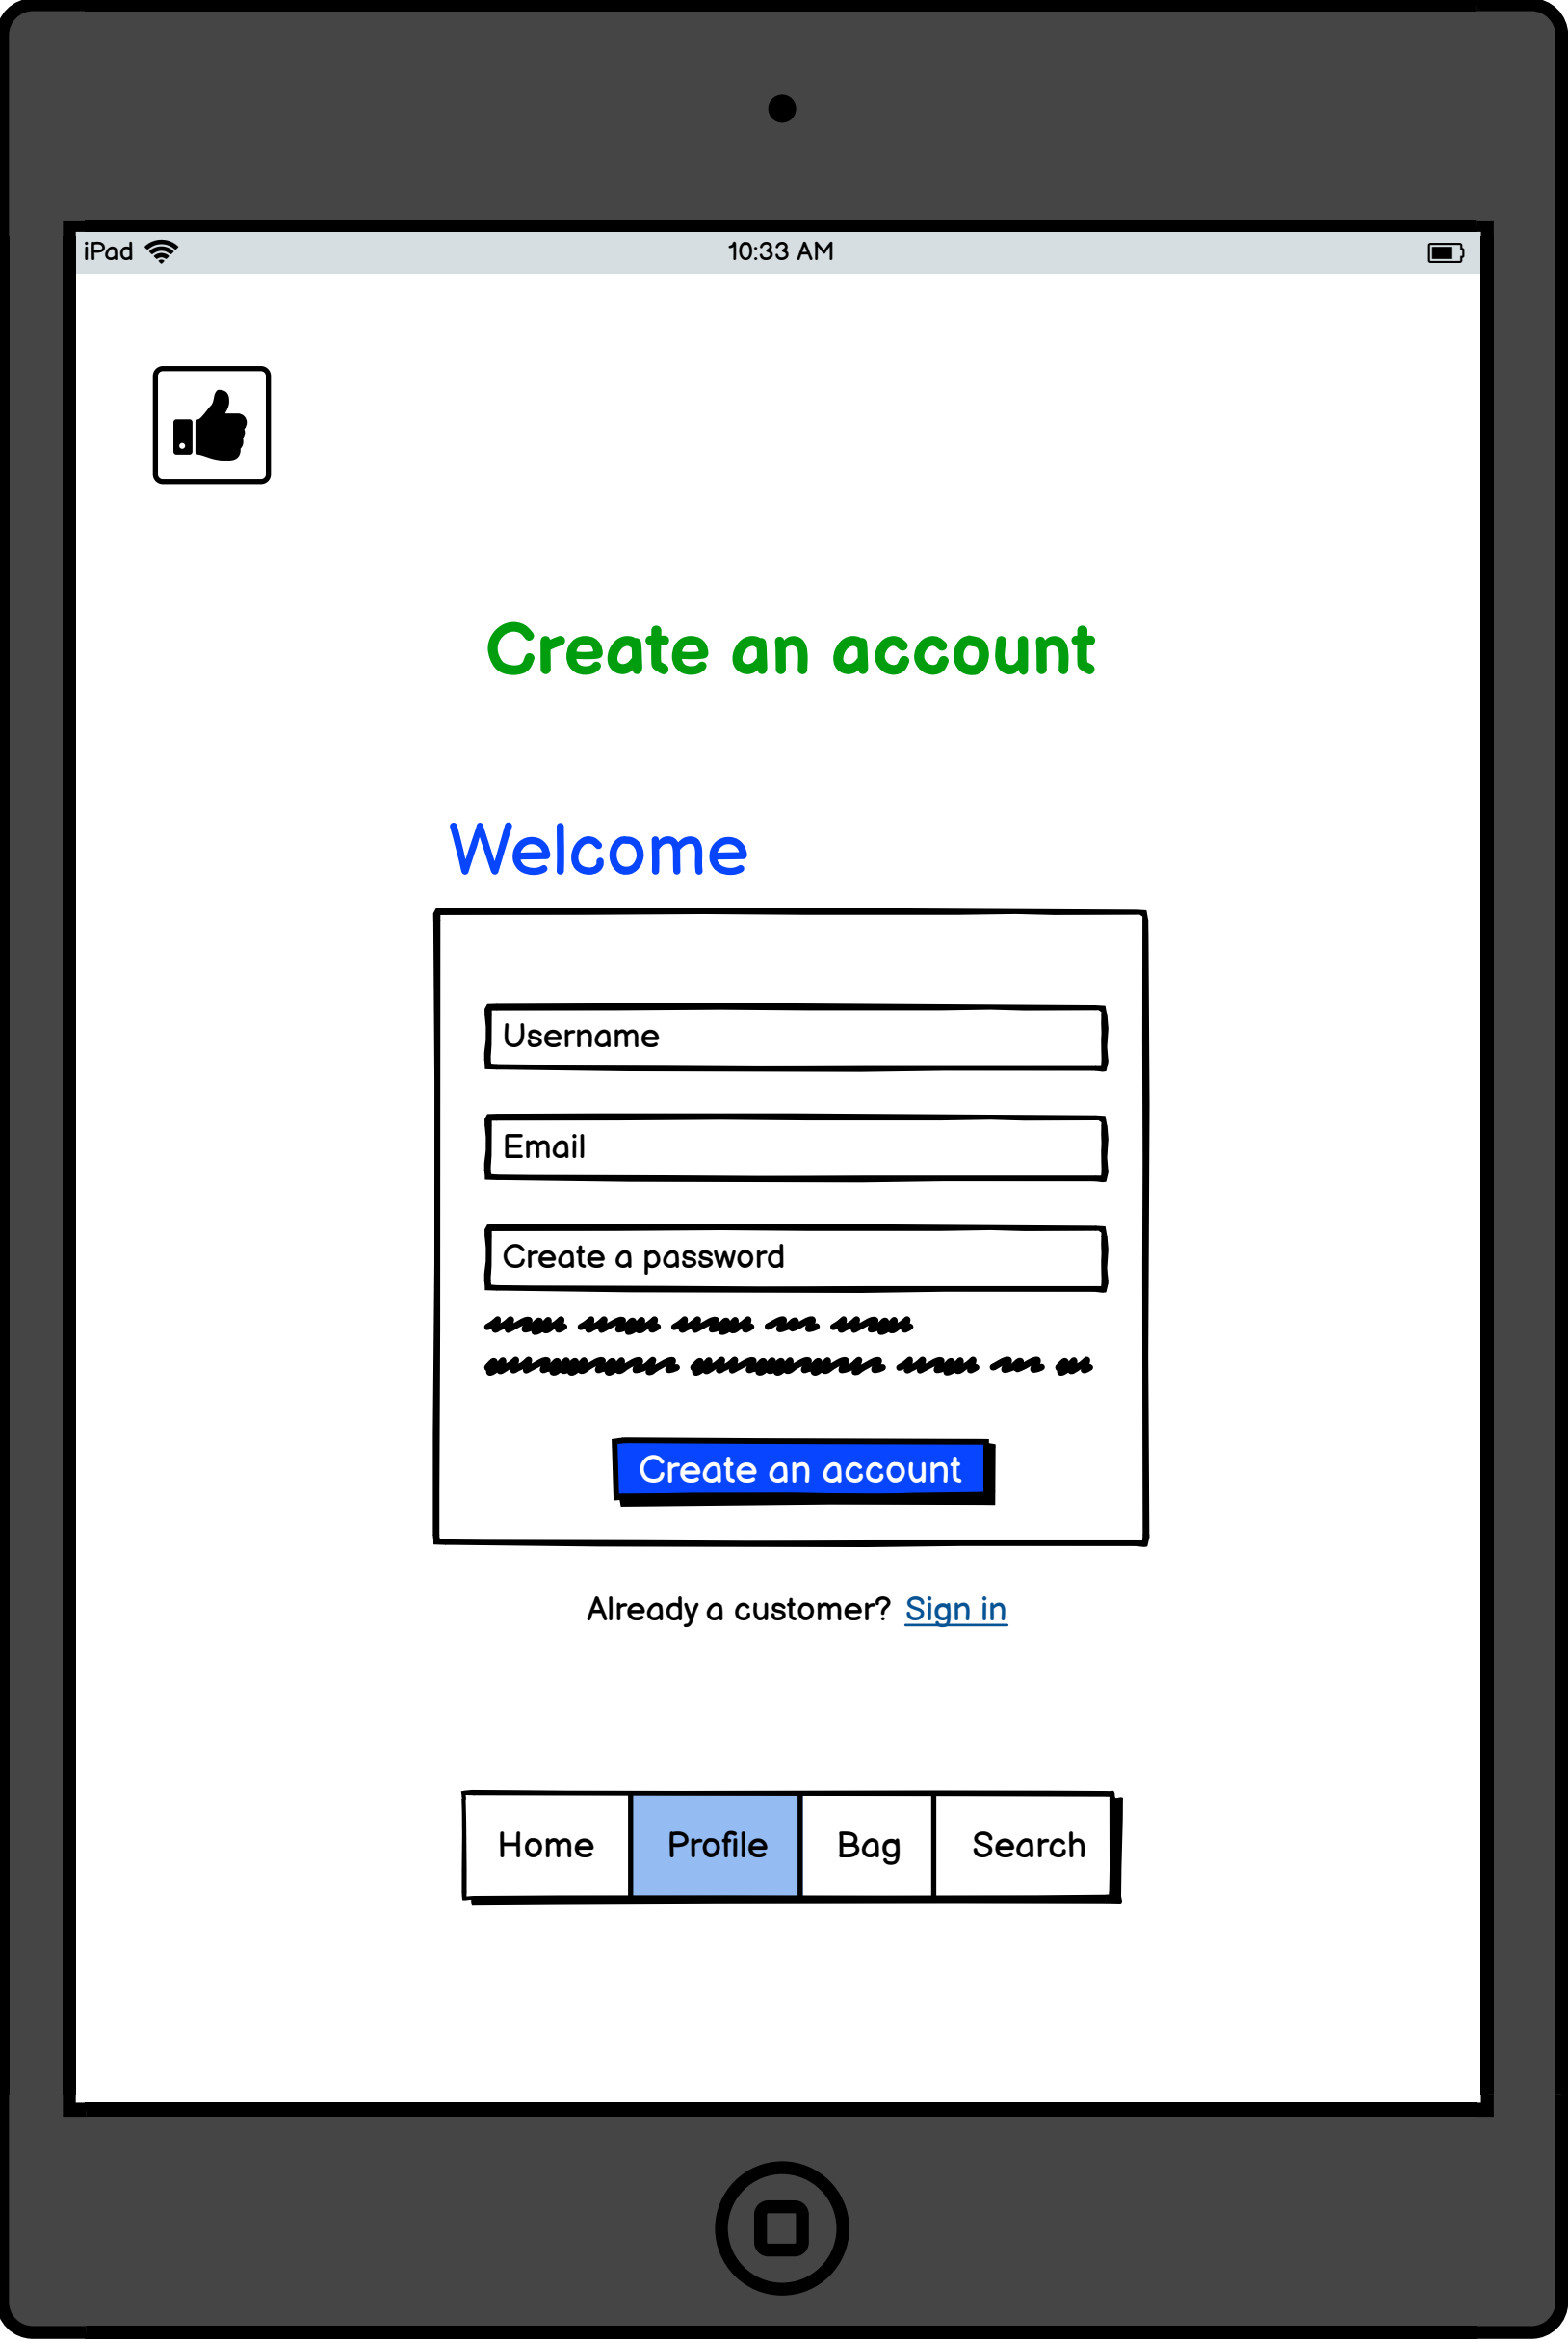 iPad
10:33 AM
Create an account
Welcome
Username
Email
Create a password
Create an account
Already a customer? Sign in
Home
Profile
Bag
Search